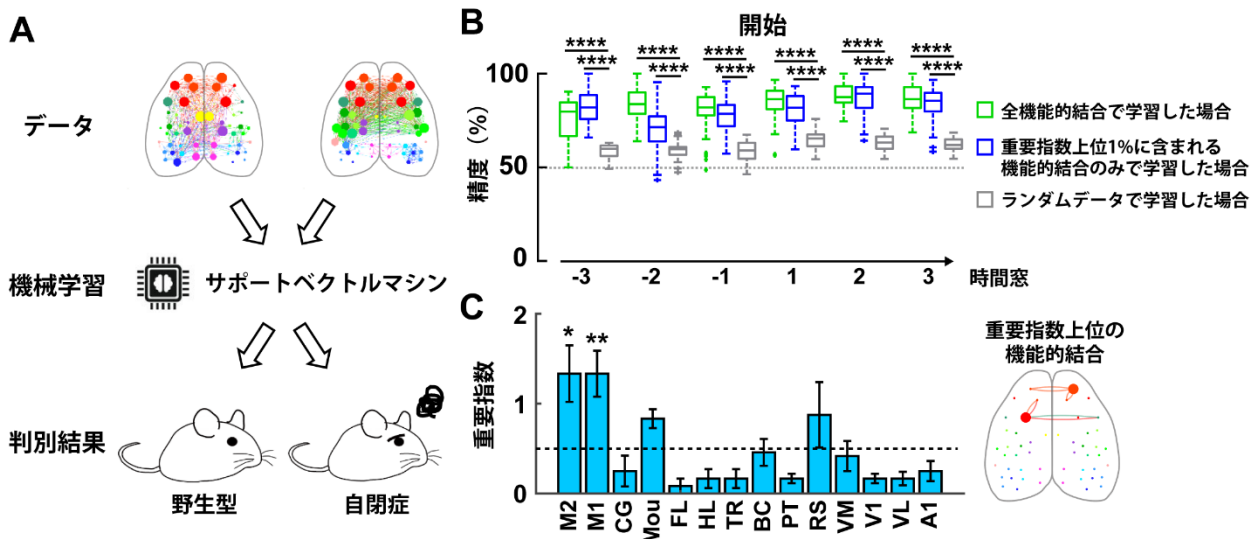 A
データ
機械学習
サポートベクトルマシン
判別結果
野生型
自閉症
B
開始
**** **** **** **** **** ****
**** **** **** **** **** ****
精度 (%)
100
50
0
-3 -2 -1 1 2 3 時間窓
全機能的結合で学習した場合
重要指数上位1%に含まれる
機能的結合のみで学習した場合
ランダムデータで学習した場合
C
重要指数
2
1
0
* **
M2 M1 CG Mou FL HL TR BC PT RS VM V1 VL A1
重要指数上位の
機能的結合